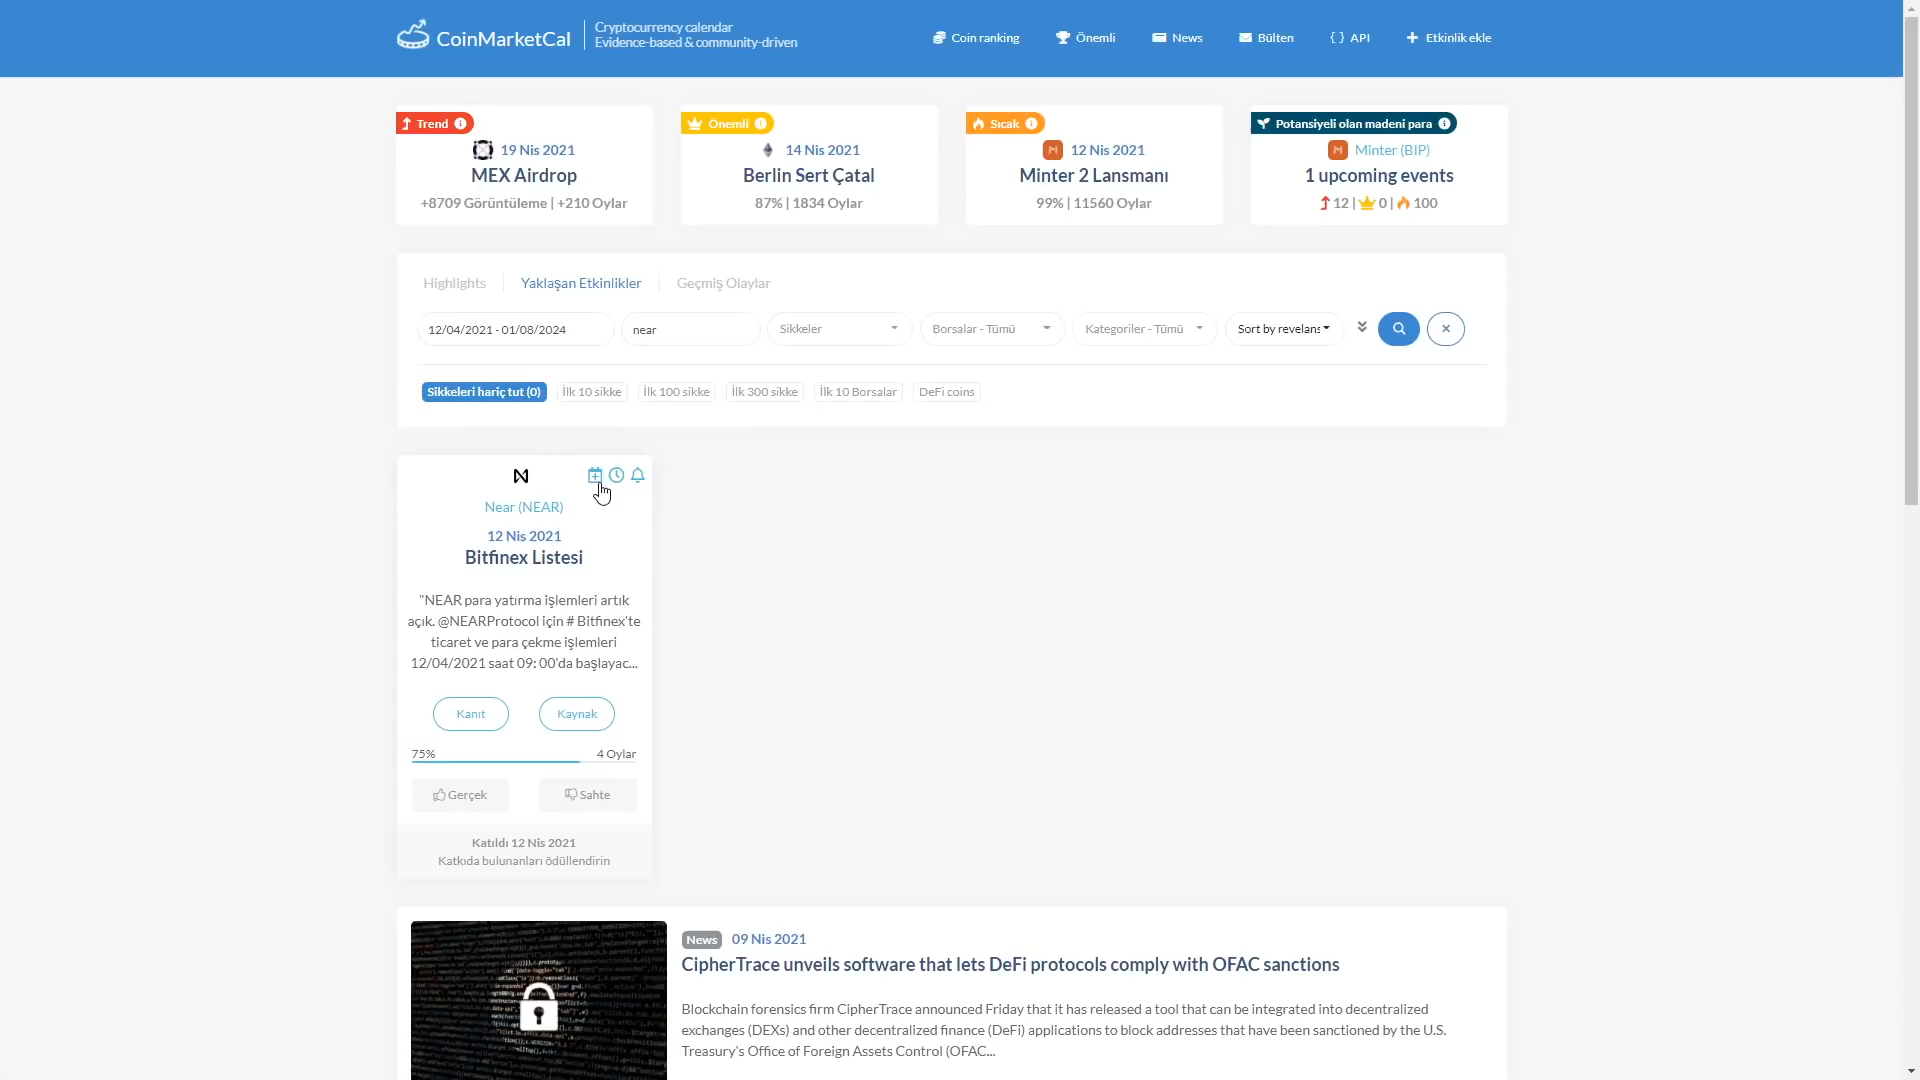 CoinMarketCal
Cryptocurrency calendar
Evidence-based & community-driven
Coin ranking
Önemli
News
Bülten
API
Etkinlik ekle
Trend
19 Nis 2021
MEX Airdrop
+8709 Görüntüleme | +210 Oylar
Önemli
14 Nis 2021
Berlin Sert Çatal
87% | 1834 Oylar
Sıcak
12 Nis 2021
Minter 2 Lansmanı
99% | 11560 Oylar
Potansiyeli olan madeni para
Minter (BIP)
1 upcoming events
12 | 0 | 100
Highlights
Yaklaşan Etkinlikler
Geçmiş Olaylar
12/04/2021 - 01/08/2024
near
Sikkeler
Borsalar - Tümü
Kategoriler - Tümü
Sort by revelans
Sikkeleri hariç tut (0)
İlk 10 sikke
İlk 100 sikke
İlk 300 sikke
İlk 10 Borsalar
DeFi coins
Near (NEAR)
12 Nis 2021
Bitfinex Listesi
"NEAR para yatırma işlemleri artık
açık. @NEARProtocol için # Bitfinex'te
ticaret ve para çekme işlemleri
12/04/2021 saat 09: 00'da başlayac...
Kanıt
Kaynak
75%
4 Oylar
Gerçek
Sahte
Katıldı 12 Nis 2021
Katkıda bulunanları ödüllendirin
News
09 Nis 2021
CipherTrace unveils software that lets DeFi protocols comply with OFAC sanctions
Blockchain forensics firm CipherTrace announced Friday that it has released a tool that can be integrated into decentralized
exchanges (DEXs) and other decentralized finance (DeFi) applications to block addresses that have been sanctioned by the U.S.
Treasury's Office of Foreign Assets Control (OFAC...